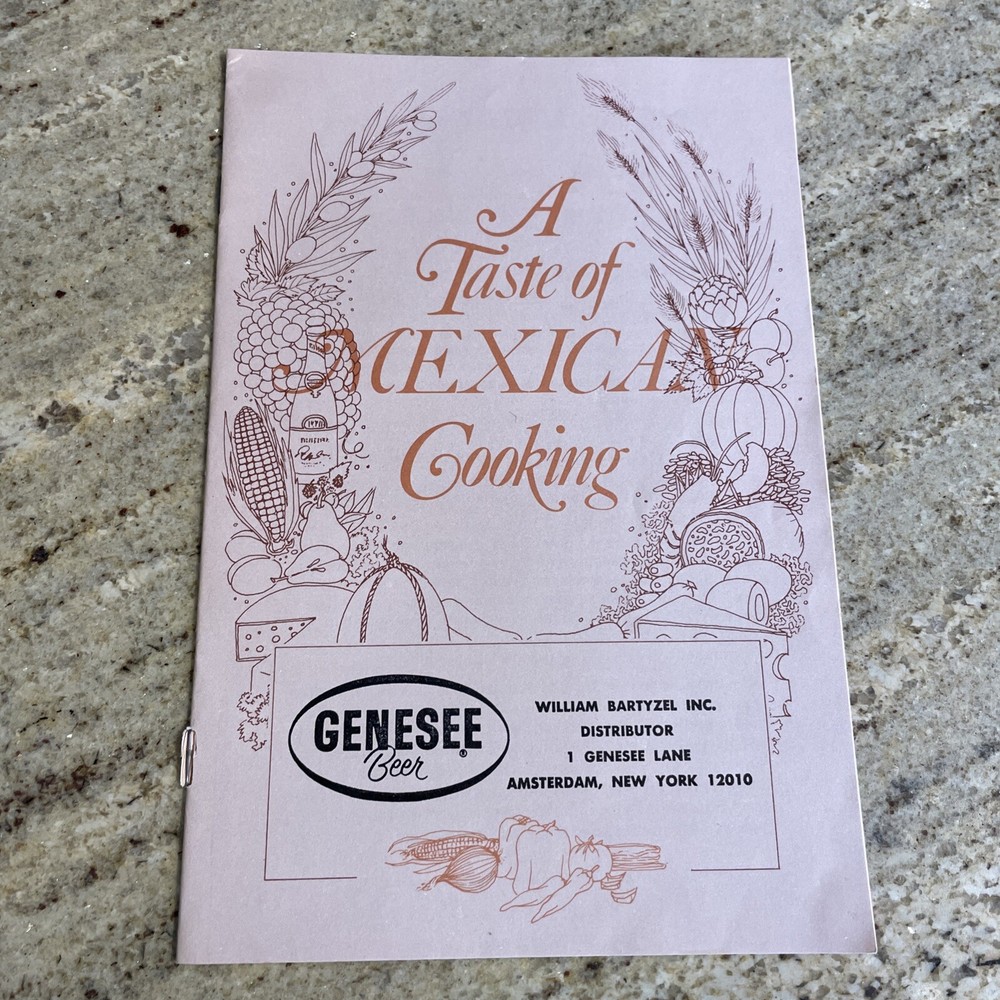 A
Taste of
MEXICAN
Cooking
GENESEE
Beer
®
WILLIAM BARTYZEL INC.
DISTRIBUTOR
1 GENESEE LANE
AMSTERDAM, NEW YORK 12010